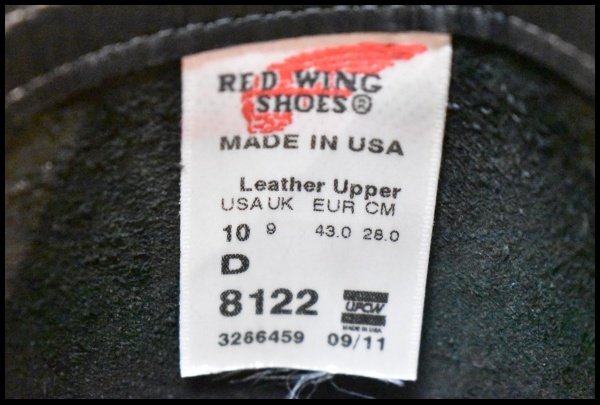 RED WING
SHOES®
MADE IN USA
Leather Upper
USA UK EUR CM
10 9 43.0 28.0
D
8122
UFCW
MADE IN USA
3266459 09/11